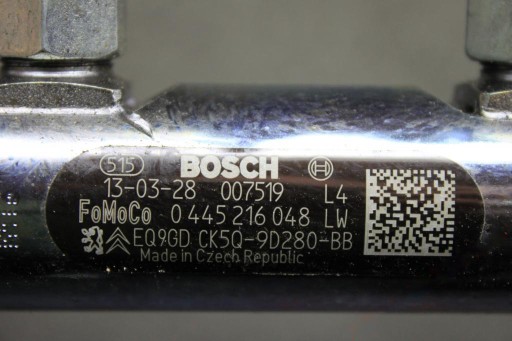 515 BOSCH
13-03-28 007519 L4
FoMoCo 0 445 216 048 LW
EQ9GD CK5Q-9D280-BB
Made in Czech Republic